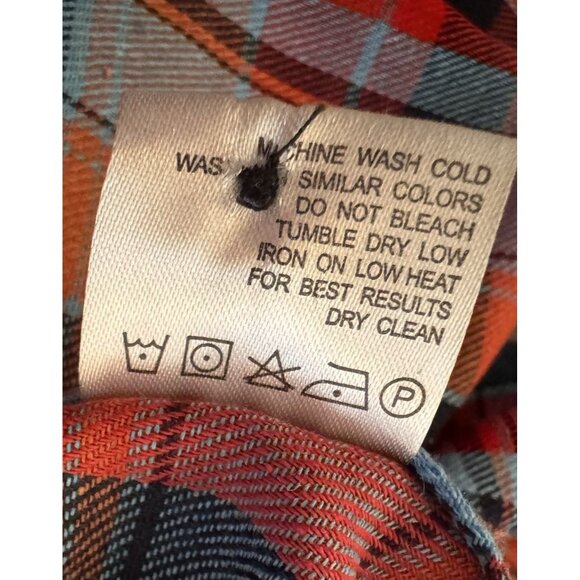 MACHINE WASH COLD
SIMILAR COLORS
DO NOT BLEACH
TUMBLE DRY LOW
IRON ON LOW HEAT
FOR BEST RESULTS
DRY CLEAN
P